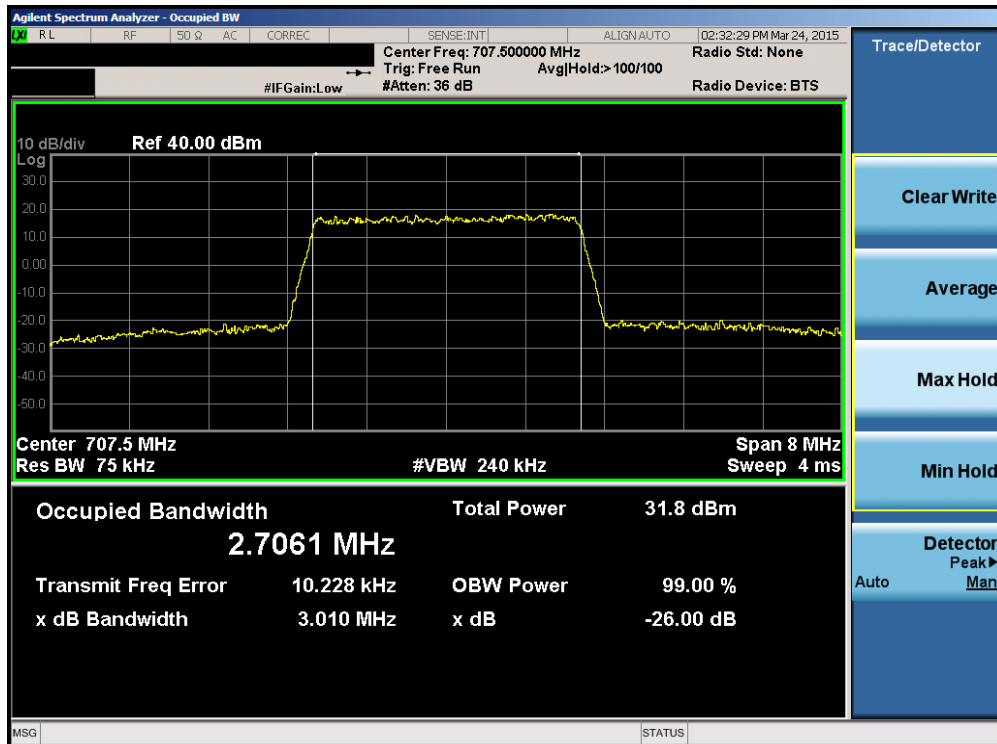 Agilent Spectrum Analyzer - Occupied BW
LXI RL RF 50 Ω AC CORREC SENSE:INT ALIGN AUTO 02:32:29 PM Mar 24, 2015
Center Freq: 707.500000 MHz Radio Std: None
Trig: Free Run Avg|Hold:>100/100
#IFGain:Low #Atten: 36 dB Radio Device: BTS
10 dB/div Ref 40.00 dBm
Log
30.0
20.0
10.0
0.00
-10.0
-20.0
-30.0
-40.0
-50.0
Center 707.5 MHz Span 8 MHz
Res BW 75 kHz #VBW 240 kHz Sweep 4 ms
Occupied Bandwidth Total Power 31.8 dBm
2.7061 MHz
Transmit Freq Error 10.228 kHz OBW Power 99.00 %
x dB Bandwidth 3.010 MHz x dB -26.00 dB
MSG STATUS
Trace/Detector
Clear Write
Average
Max Hold
Min Hold
Detector
Peak▶
Auto Man